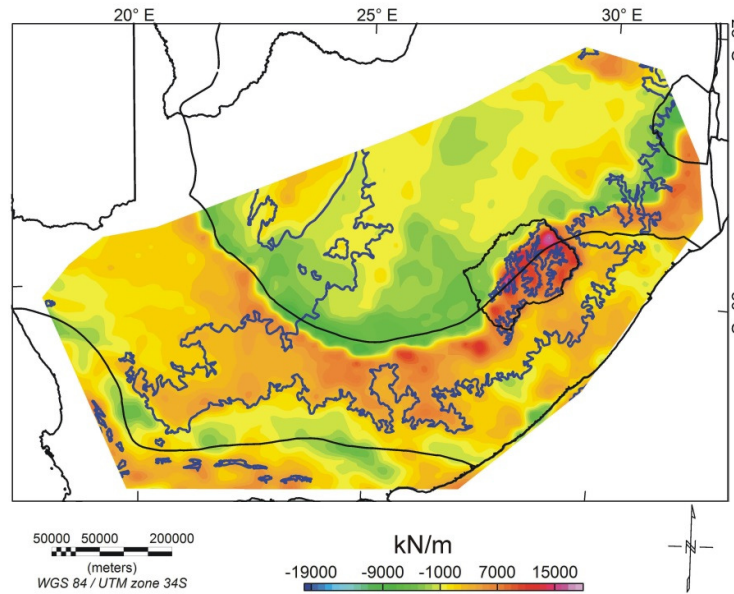 20° E 25° E 30° E
50000 50000 200000
(meters)
WGS 84 / UTM zone 34S
kN/m
-19000 -9000 -1000 7000 15000
N